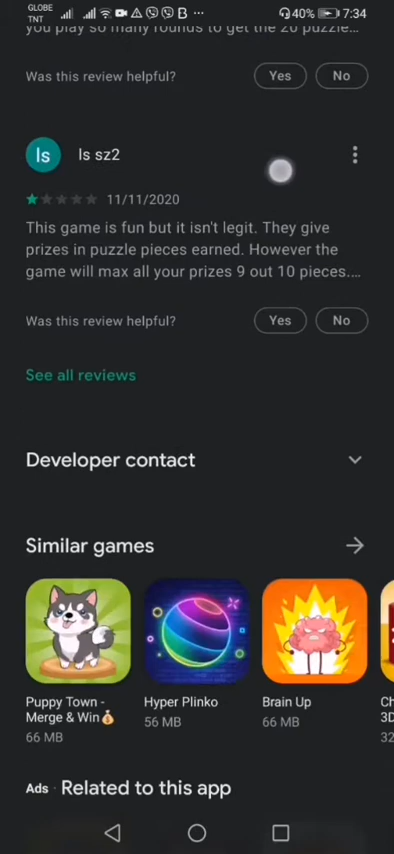 GLOBE
TNT
B ··· 40% 7:34
you play so many rounds to get the 20 puzzle…
Was this review helpful? Yes No
ls ls sz2
11/11/2020
This game is fun but it isn't legit. They give
prizes in puzzle pieces earned. However the
game will max all your prizes 9 out 10 pieces.…
Was this review helpful? Yes No
See all reviews
Developer contact
Similar games
Puppy Town -
Merge & Win💰
66 MB
Hyper Plinko
56 MB
Brain Up
66 MB
Ch
3D
32
Ads · Related to this app